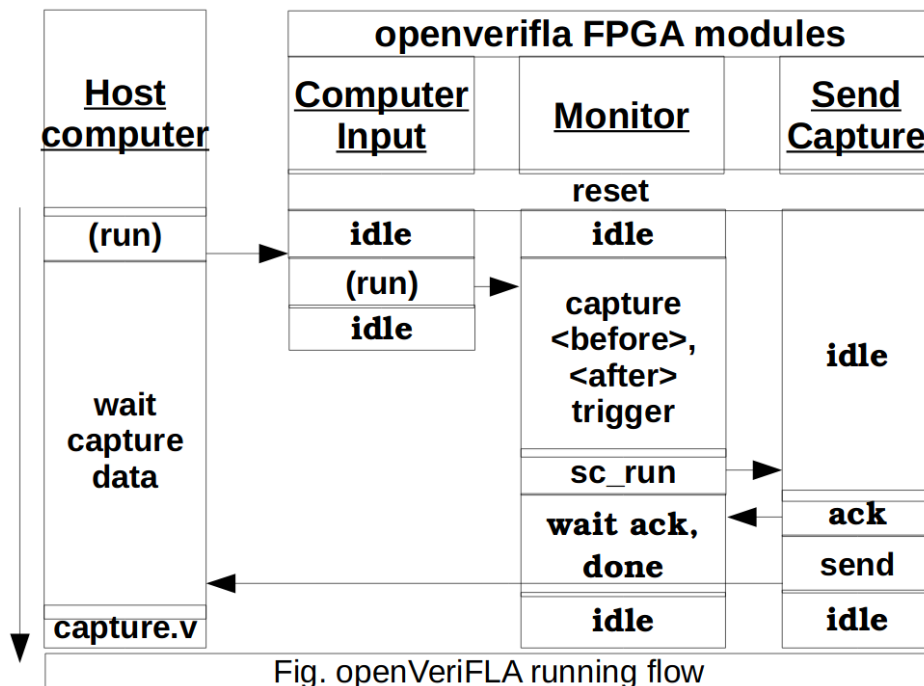 openverifla FPGA modules
Host
computer
Computer
Input
Monitor
Send
Capture
reset
(run)
idle
idle
(run)
idle
capture
<before>,
<after>
trigger
idle
wait
capture
data
sc_run
ack
wait ack,
done
send
capture.v
idle
idle
Fig. openVeriFLA running flow